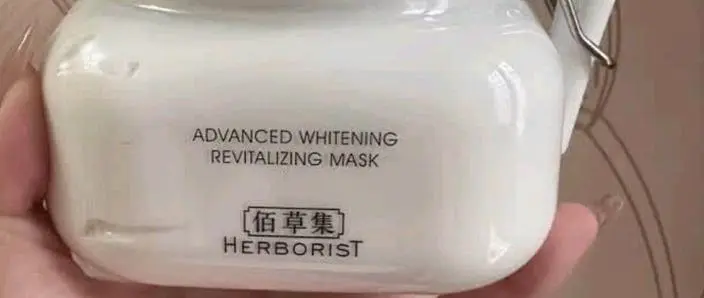 ADVANCED WHITENING
REVITALIZING MASK
佰草集
HERBORIST